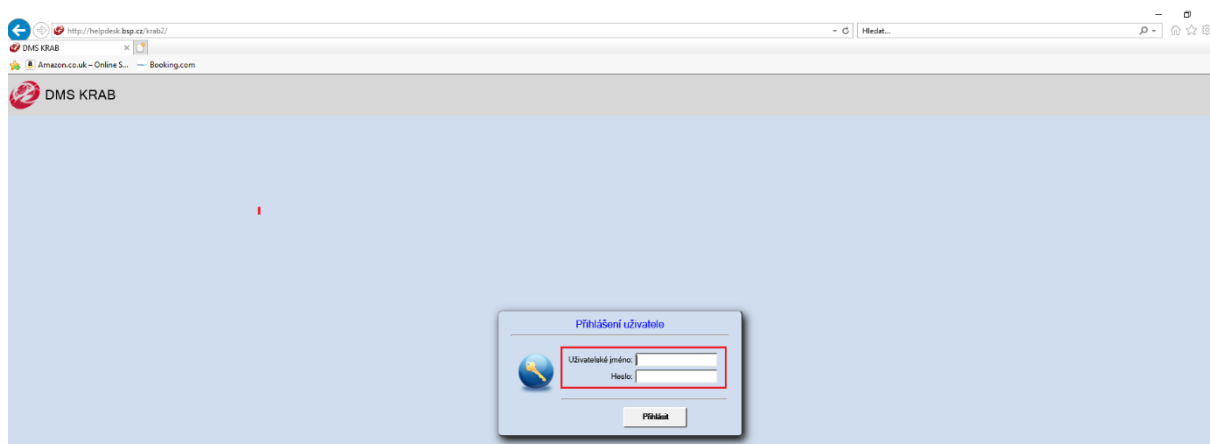 http://helpdesk.bsp.cz/krab2/
Hledat...
DMS KRAB
Amazon.co.uk – Online S...
Booking.com
DMS KRAB
Přihlášení uživatele
Uživatelské jméno:
Heslo:
Přihlásit